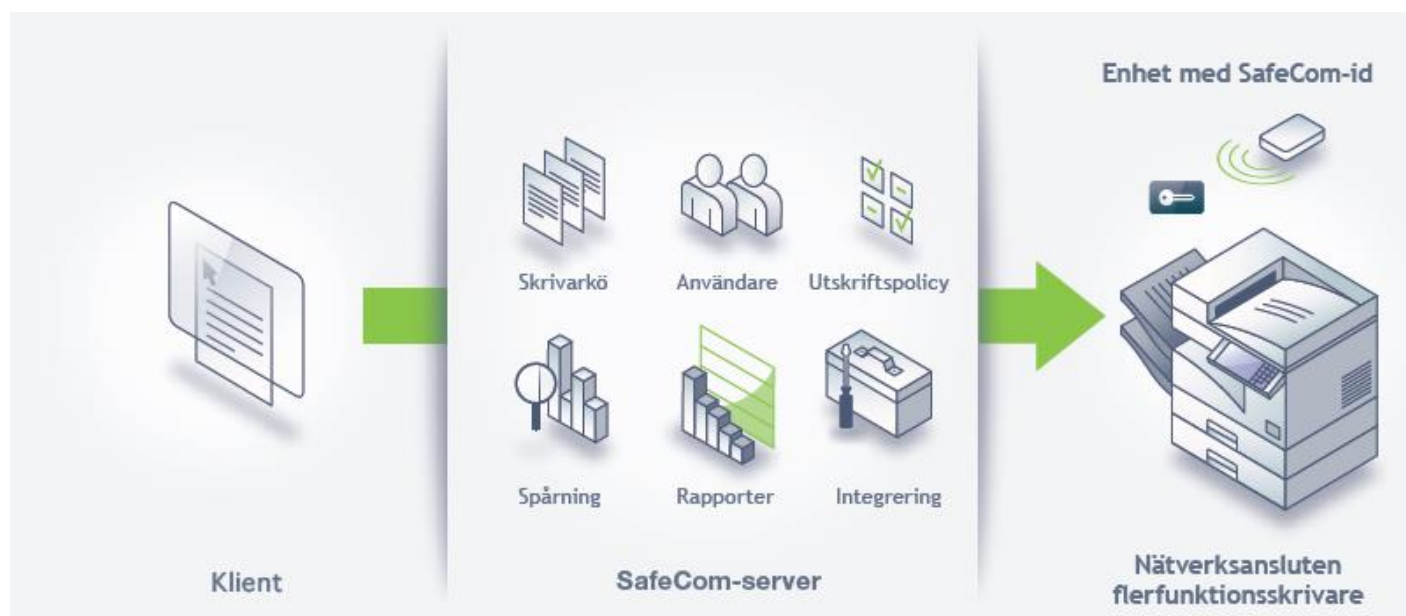 Enhet med SafeCom-id
Skrivarkö
Användare
Utskriftspolicy
Spårning
Rapporter
Integrering
Klient
SafeCom-server
Nätverksansluten
flerfunktionsskrivare